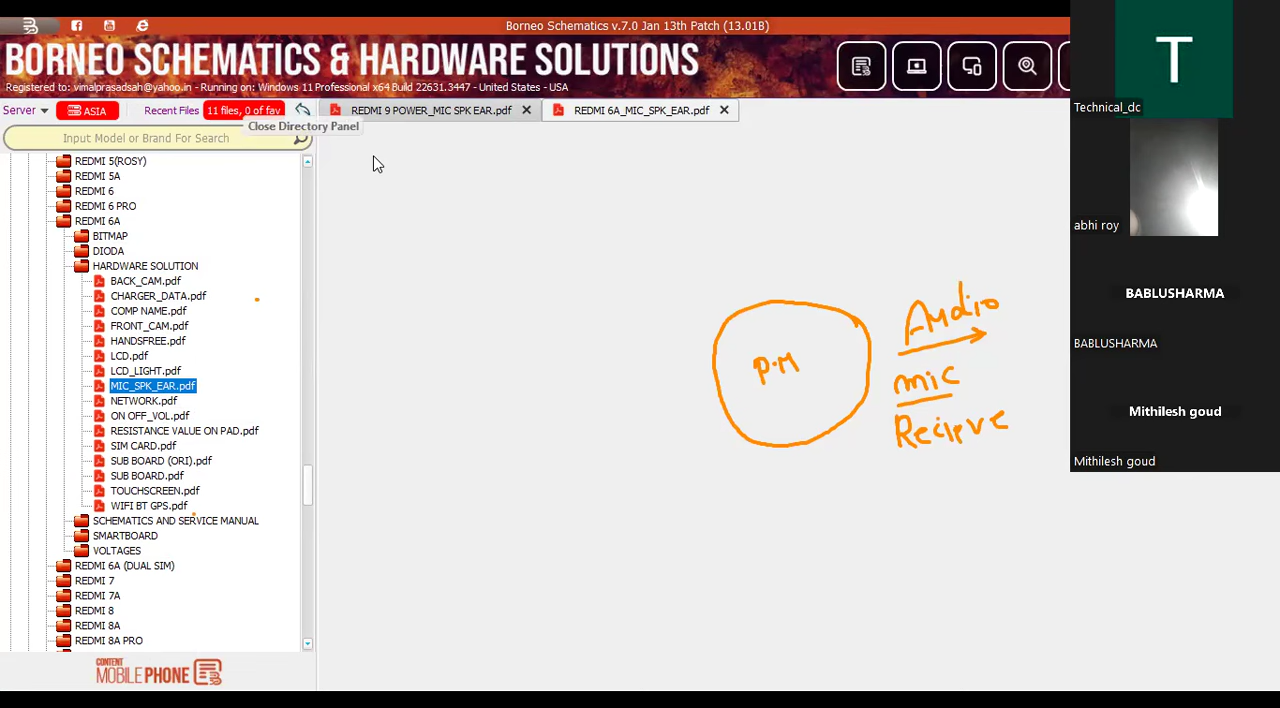 Borneo Schematics v.7.0 Jan 13th Patch (13.01B)
BORNEO SCHEMATICS & HARDWARE SOLUTIONS
Registered to: vimalprasadsah@yahoo.in - Running on: Windows 11 Professional x64 Build 22631.3447 - United States - USA
Server ASIA Recent Files 11 files, 0 of fav REDMI 9 POWER_MIC SPK EAR.pdf REDMI 6A_MIC_SPK_EAR.pdf
Close Directory Panel
Input Model or Brand For Search
REDMI 5(ROSY)
REDMI 5A
REDMI 6
REDMI 6 PRO
REDMI 6A
BITMAP
DIODA
HARDWARE SOLUTION
BACK_CAM.pdf
CHARGER_DATA.pdf
COMP NAME.pdf
FRONT_CAM.pdf
HANDSFREE.pdf
LCD.pdf
LCD_LIGHT.pdf
MIC_SPK_EAR.pdf
NETWORK.pdf
ON OFF_VOL.pdf
RESISTANCE VALUE ON PAD.pdf
SIM CARD.pdf
SUB BOARD (ORI).pdf
SUB BOARD.pdf
TOUCHSCREEN.pdf
WIFI BT GPS.pdf
SCHEMATICS AND SERVICE MANUAL
SMARTBOARD
VOLTAGES
REDMI 6A (DUAL SIM)
REDMI 7
REDMI 7A
REDMI 8
REDMI 8A
REDMI 8A PRO
CONTENT
MOBILE PHONE
P.M
Audio
mic
Recieve
T
Technical_dc
abhi roy
BABLUSHARMA
BABLUSHARMA
Mithilesh goud
Mithilesh goud